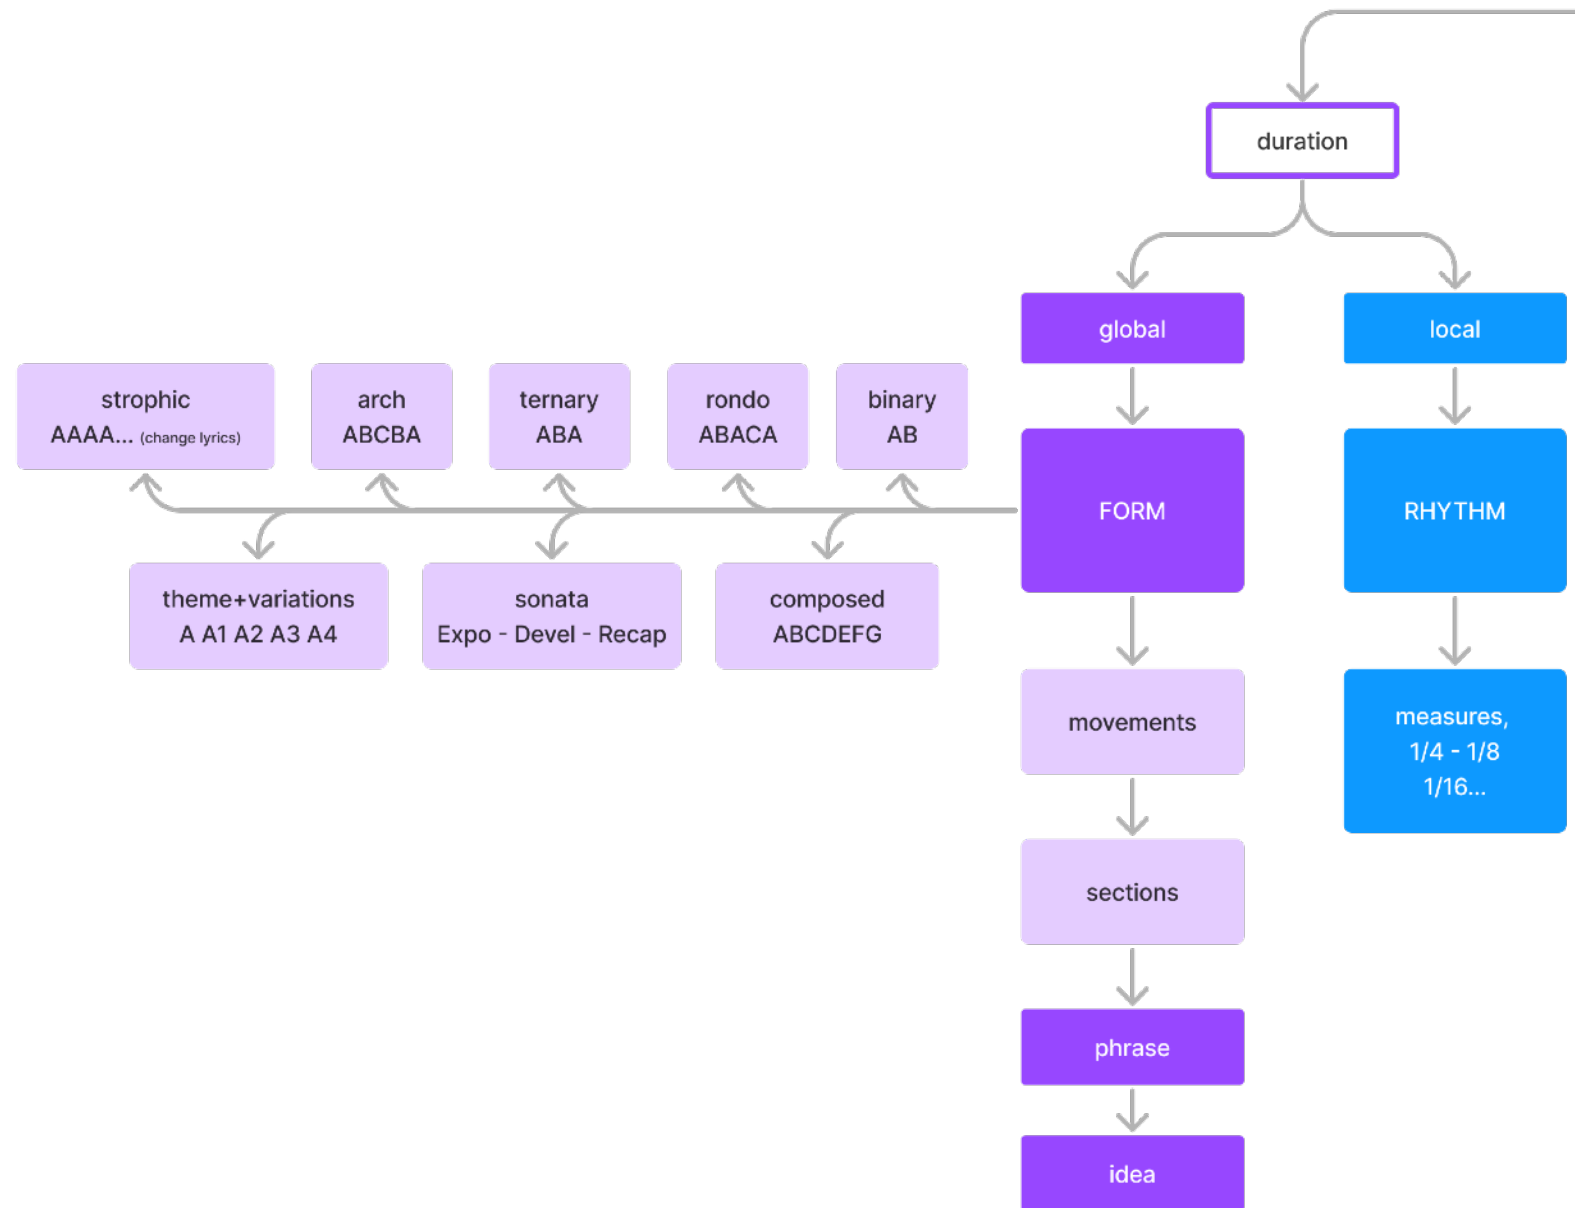 duration
global
local
strophic
AAAA... (change lyrics)
arch
ABCBA
ternary
ABA
rondo
ABACA
binary
AB
FORM
RHYTHM
theme+variations
A A1 A2 A3 A4
sonata
Expo - Devel - Recap
composed
ABCDEFG
movements
measures,
1/4 - 1/8
1/16...
sections
phrase
idea